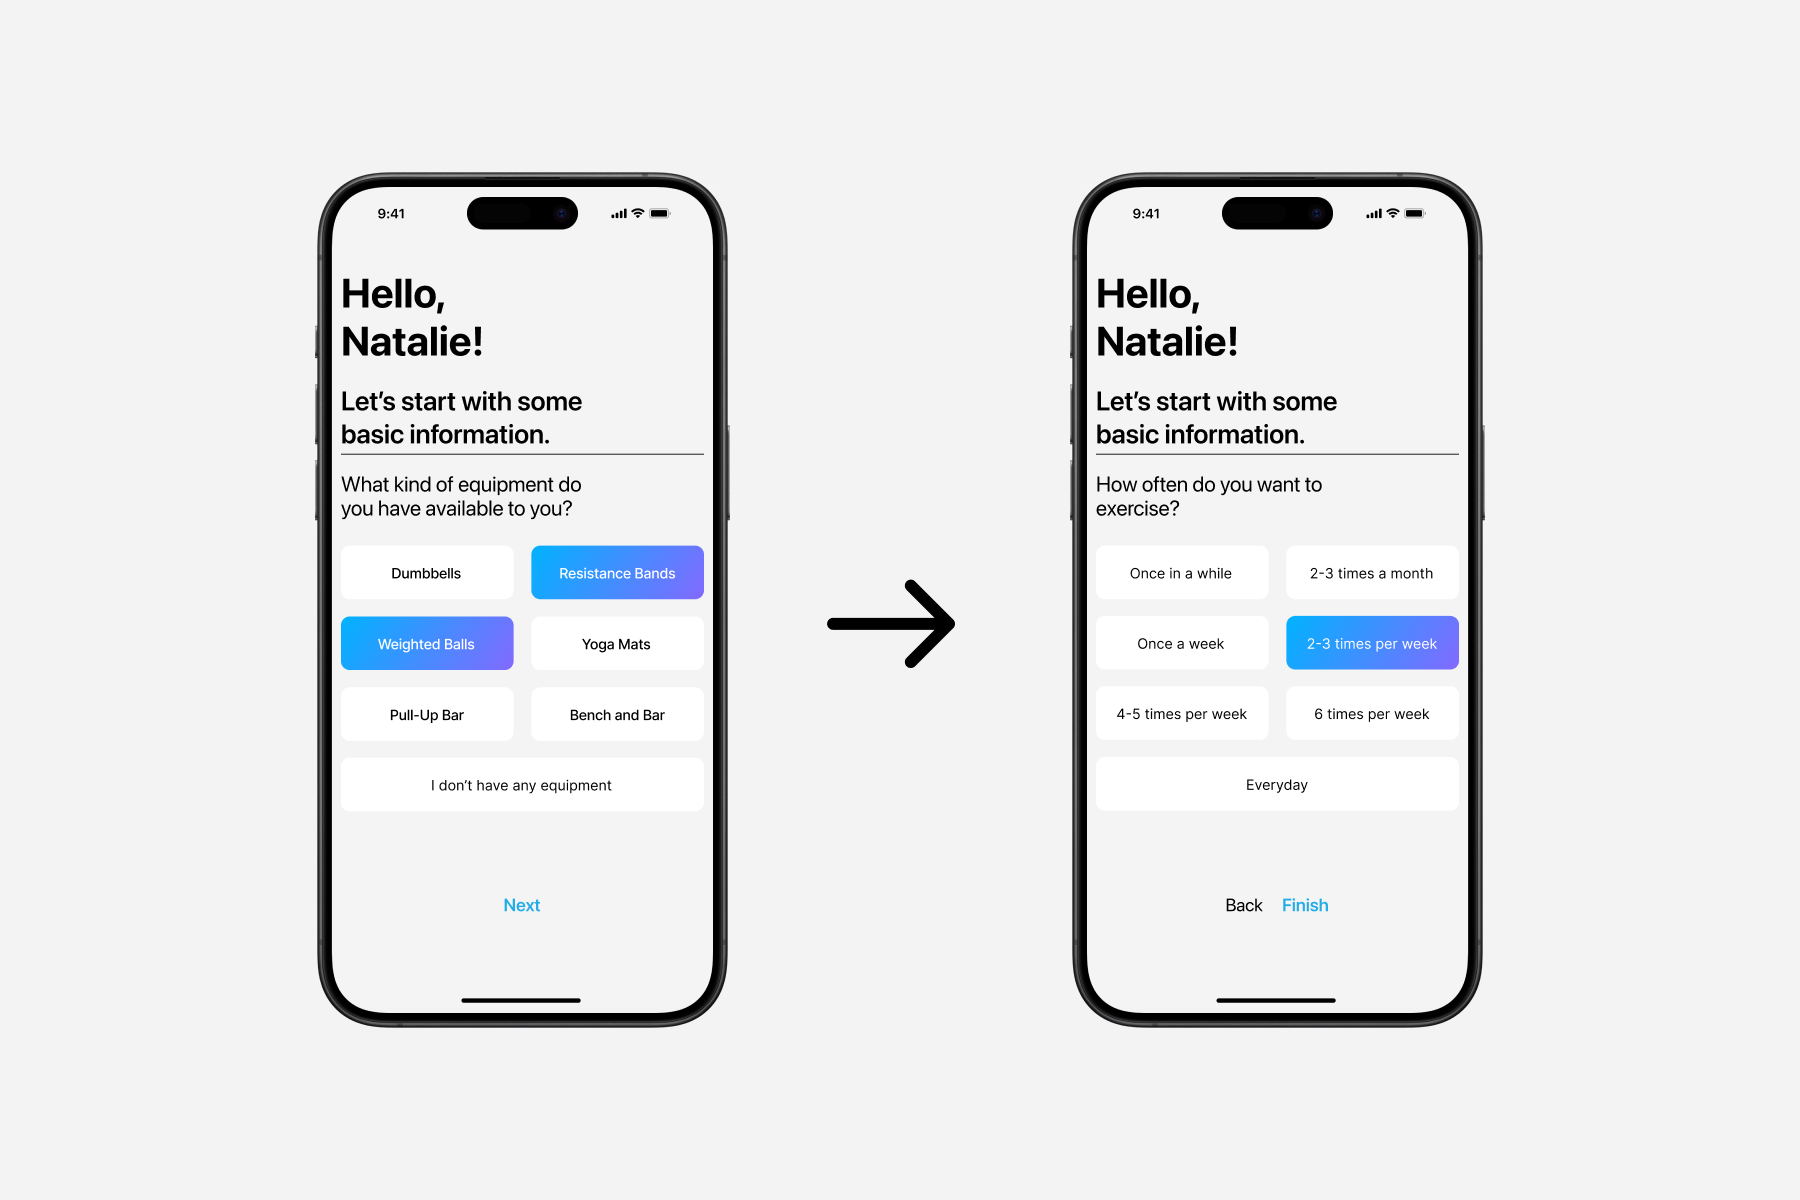 9:41
Hello,
Natalie!
Let’s start with some
basic information.
What kind of equipment do
you have available to you?
Dumbbells
Resistance Bands
Weighted Balls
Yoga Mats
Pull-Up Bar
Bench and Bar
I don’t have any equipment
Next
9:41
Hello,
Natalie!
Let’s start with some
basic information.
How often do you want to
exercise?
Once in a while
2-3 times a month
Once a week
2-3 times per week
4-5 times per week
6 times per week
Everyday
Back Finish